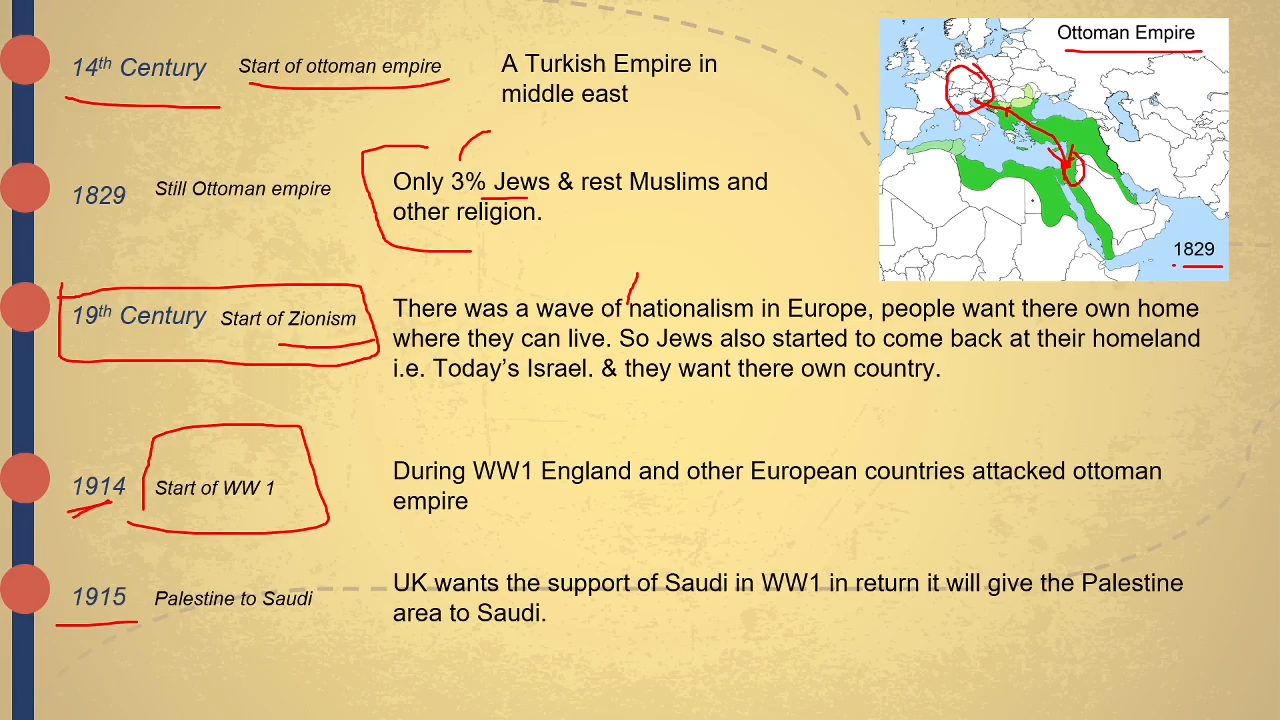 14th Century
Start of ottoman empire
A Turkish Empire in
middle east
Ottoman Empire
1829
1829
Still Ottoman empire
Only 3% Jews & rest Muslims and
other religion.
19th Century
Start of Zionism
There was a wave of nationalism in Europe, people want there own home
where they can live. So Jews also started to come back at their homeland
i.e. Today's Israel. & they want there own country.
1914
Start of WW 1
During WW1 England and other European countries attacked ottoman
empire
1915
Palestine to Saudi
UK wants the support of Saudi in WW1 in return it will give the Palestine
area to Saudi.